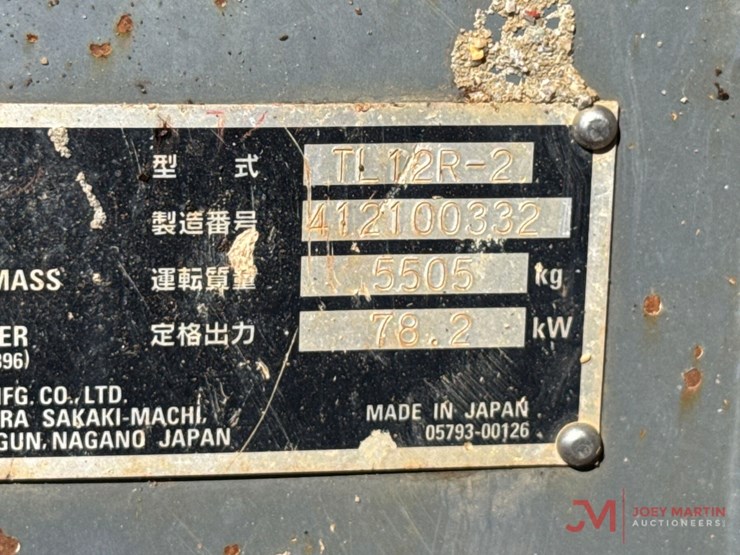 型式 TL12R-2
製造番号 412100332
MASS 運転質量 5505 kg
ER 定格出力 78.2 kW
396)
FG. CO., LTD.
RA SAKAKI-MACHI,
GUN, NAGANO JAPAN
MADE IN JAPAN
05793-00126
JM JOEY MARTIN
AUCTIONEERS